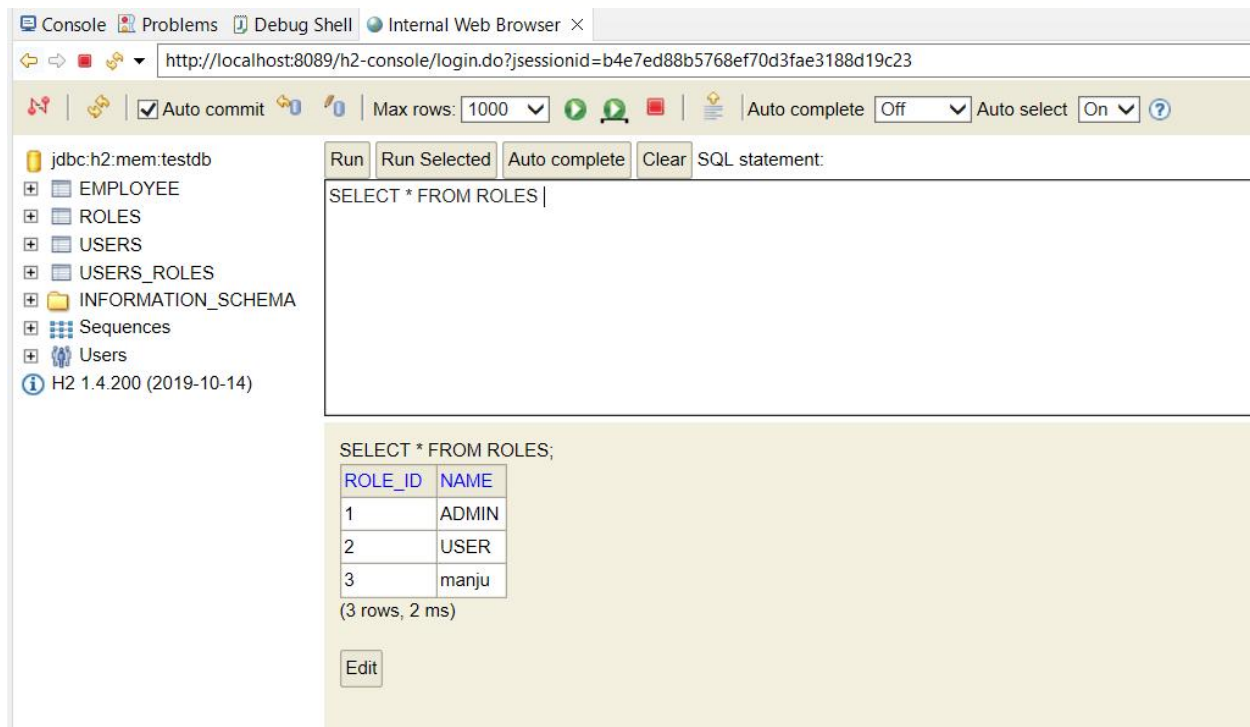 Console Problems Debug Shell Internal Web Browser
http://localhost:8089/h2-console/login.do?jsessionid=b4e7ed88b5768ef70d3fae3188d19c23
Auto commit Max rows: 1000 Auto complete Off Auto select On
jdbc:h2:mem:testdb
EMPLOYEE
ROLES
USERS
USERS_ROLES
INFORMATION_SCHEMA
Sequences
Users
H2 1.4.200 (2019-10-14)
Run Run Selected Auto complete Clear SQL statement:
SELECT * FROM ROLES
SELECT * FROM ROLES;
ROLE_ID NAME
1 ADMIN
2 USER
3 manju
(3 rows, 2 ms)
Edit